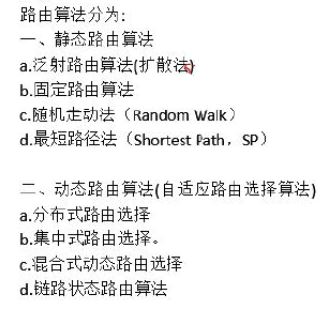 路由算法分为:
一、静态路由算法
a.泛射路由算法(扩散法)
b.固定路由算法
c.随机走动法（Random Walk）
d.最短路径法（Shortest Path，SP）
二、动态路由算法(自适应路由选择算法)
a.分布式路由选择
b.集中式路由选择。
c.混合式动态路由选择
d.链路状态路由算法